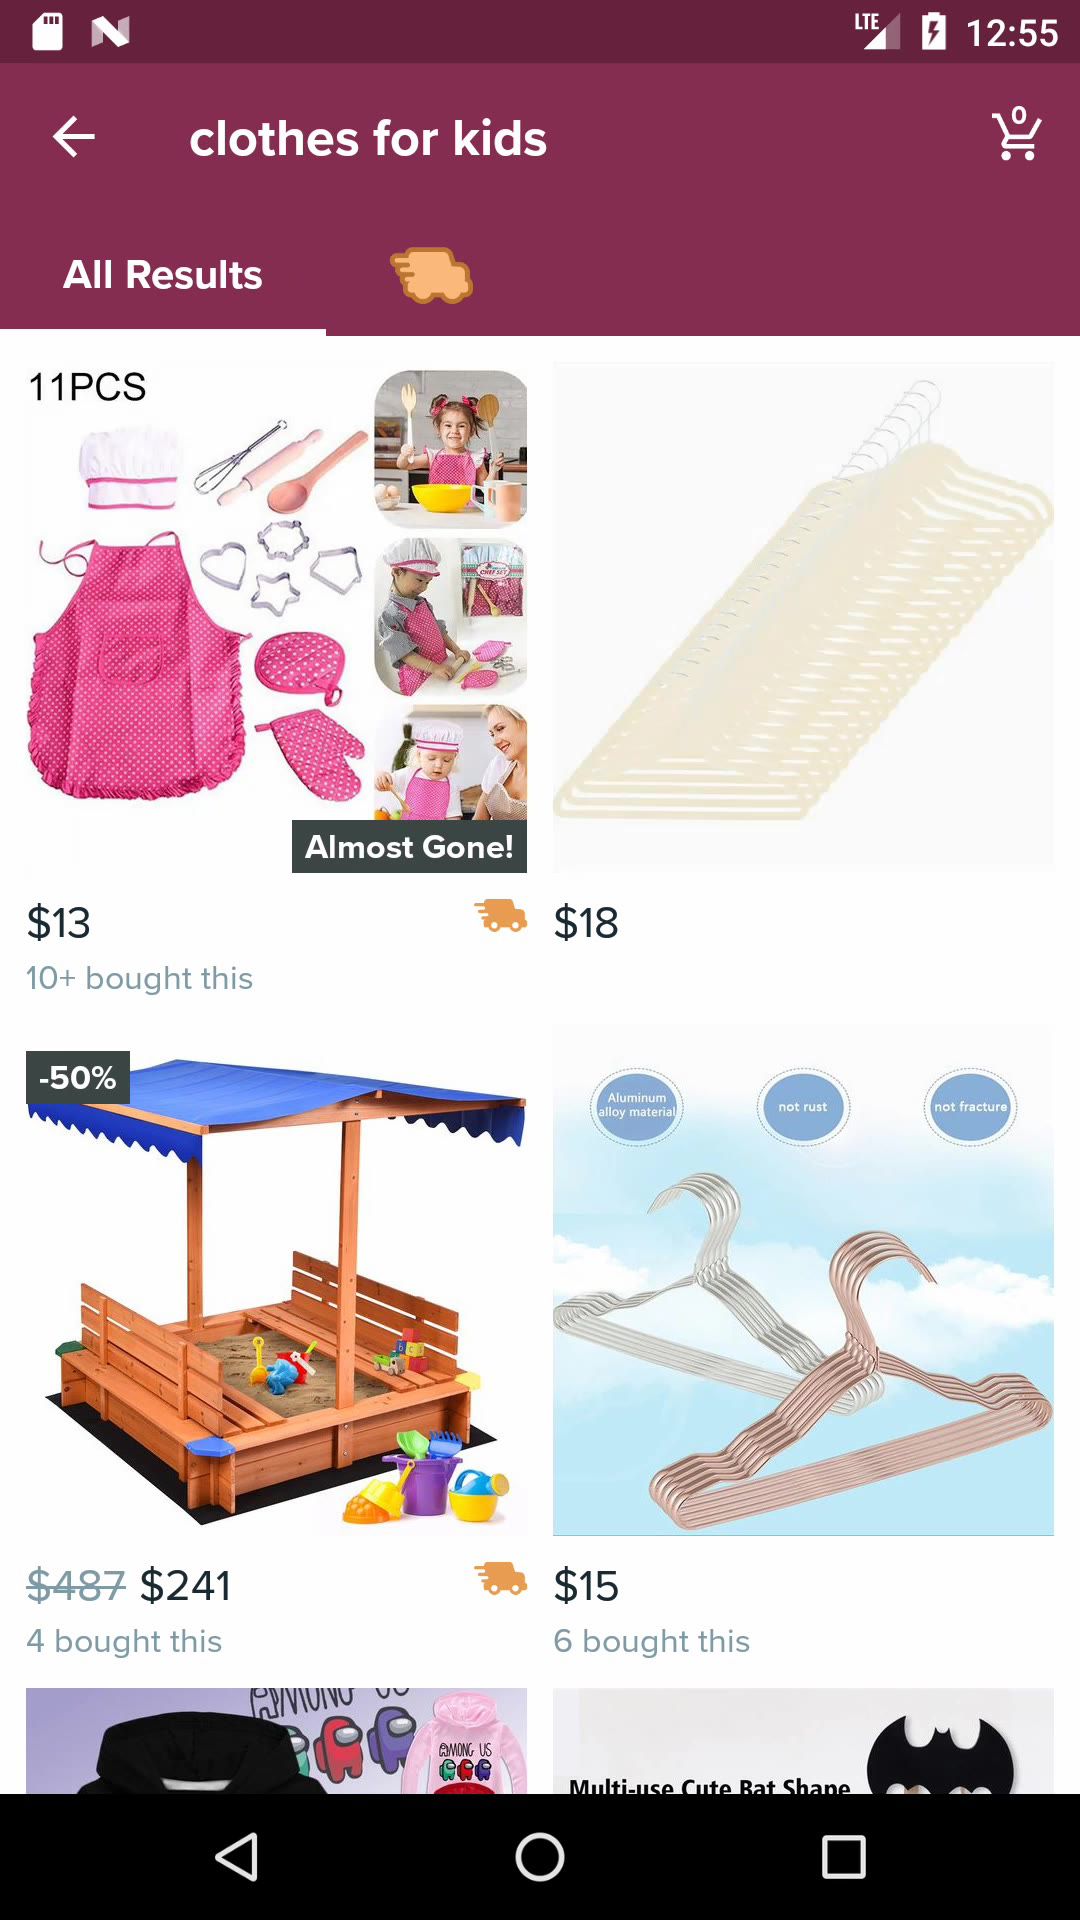 LTE
12:55
clothes for kids
0
All Results
11PCS
CHEF SET
Almost Gone!
$13
10+ bought this
$18
-50%
Aluminum
alloy material
not rust
not fracture
$487 $241
4 bought this
$15
6 bought this
AMONG US
AMONG US
Multi-use Cute Bat Shape